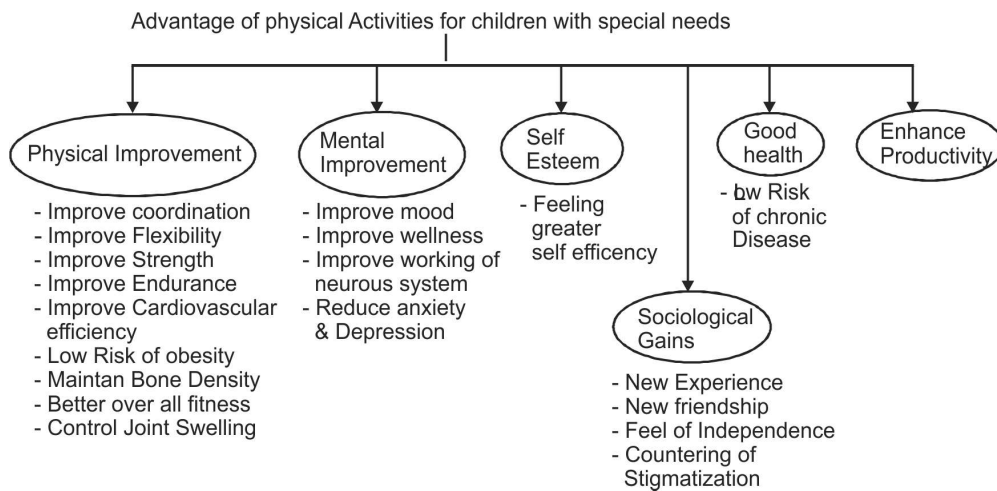 Advantage of physical Activities for children with special needs
Physical Improvement
- Improve coordination
- Improve Flexibility
- Improve Strength
- Improve Endurance
- Improve Cardiovascular
efficiency
- Low Risk of obesity
- Maintan Bone Density
- Better over all fitness
- Control Joint Swelling
Mental
Improvement
- Improve mood
- Improve wellness
- Improve working of
neurous system
- Reduce anxiety
& Depression
Self
Esteem
- Feeling
greater
self efficency
Sociological
Gains
- New Experience
- New friendship
- Feel of Independence
- Countering of
Stigmatization
Good
health
- Low Risk
of chronic
Disease
Enhance
Productivity